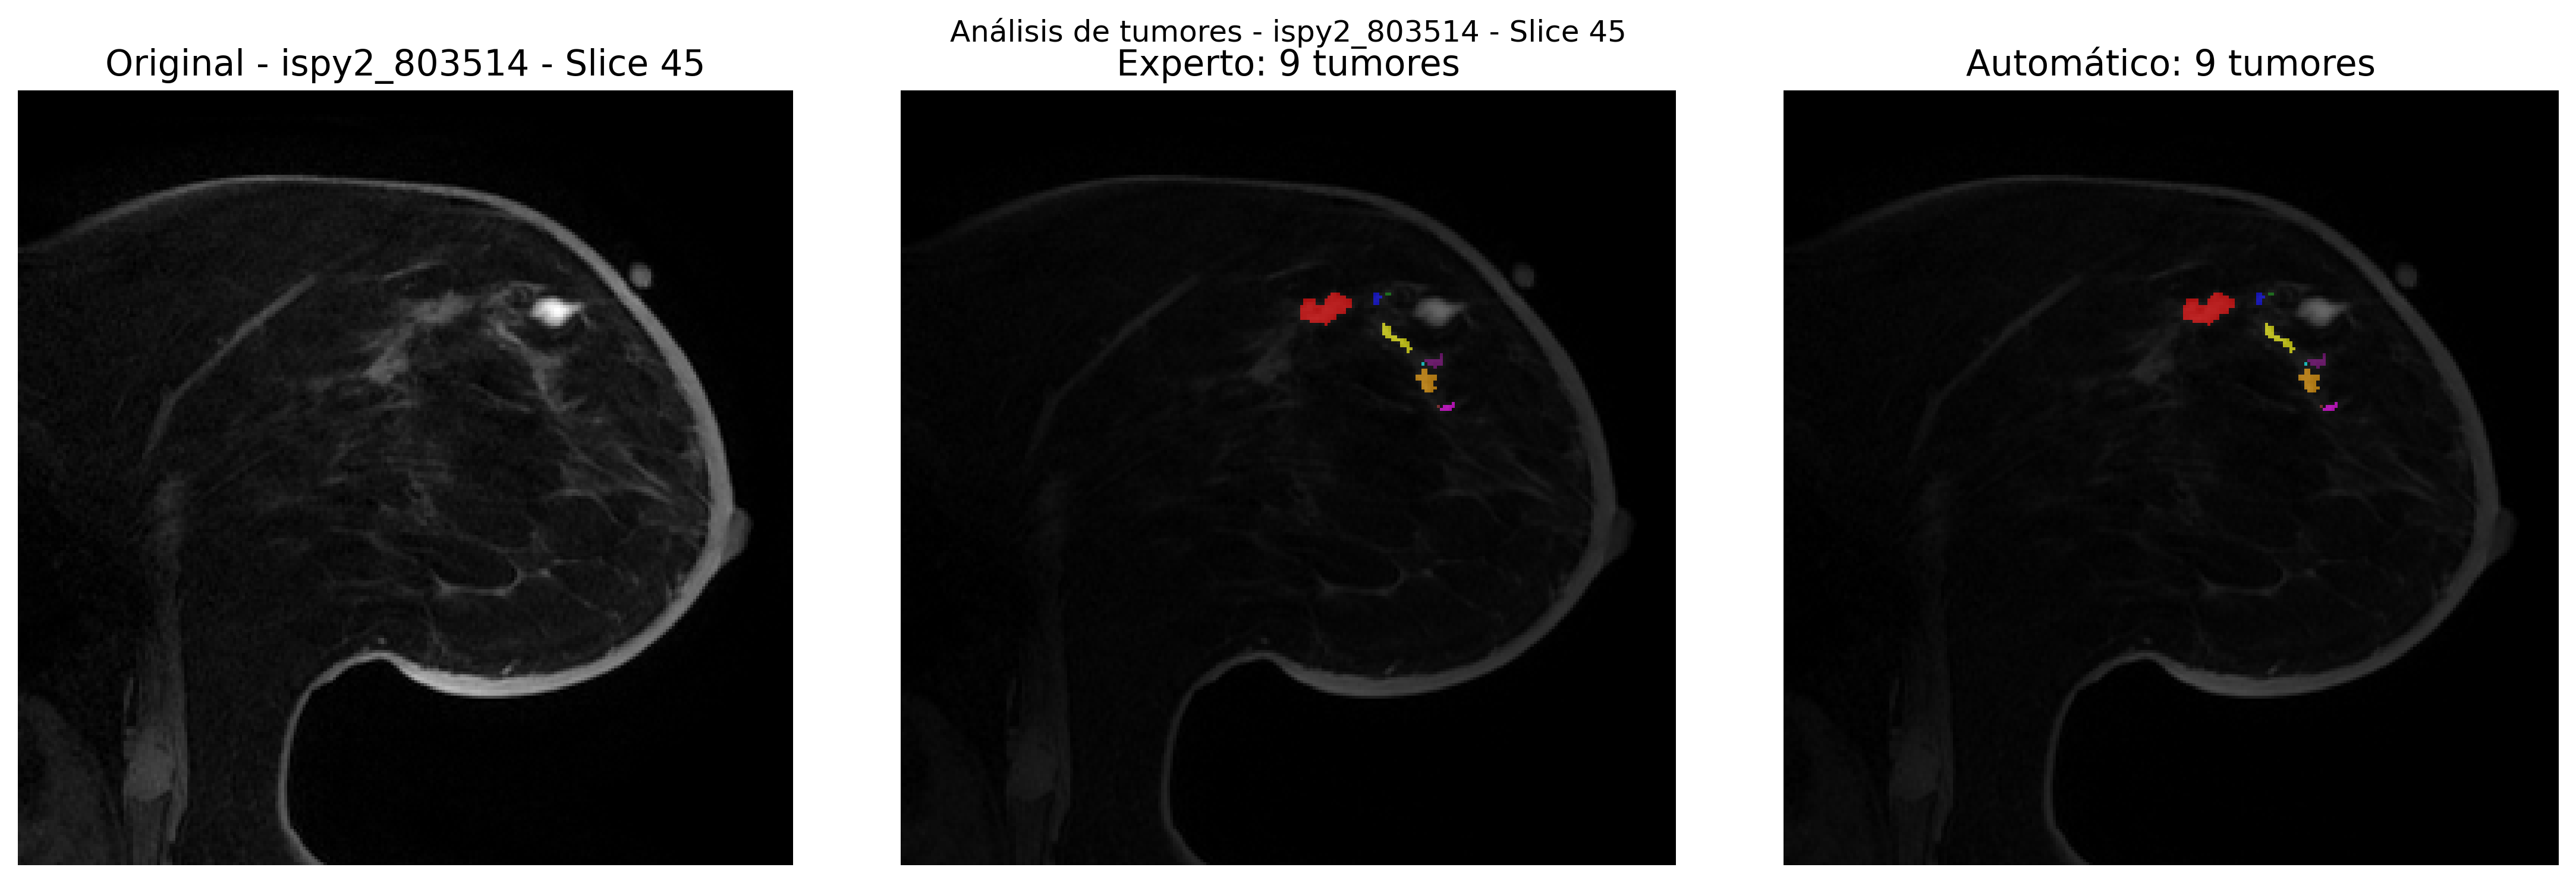 Análisis de tumores - ispy2_803514 - Slice 45
Original - ispy2_803514 - Slice 45
Experto: 9 tumores
Automático: 9 tumores